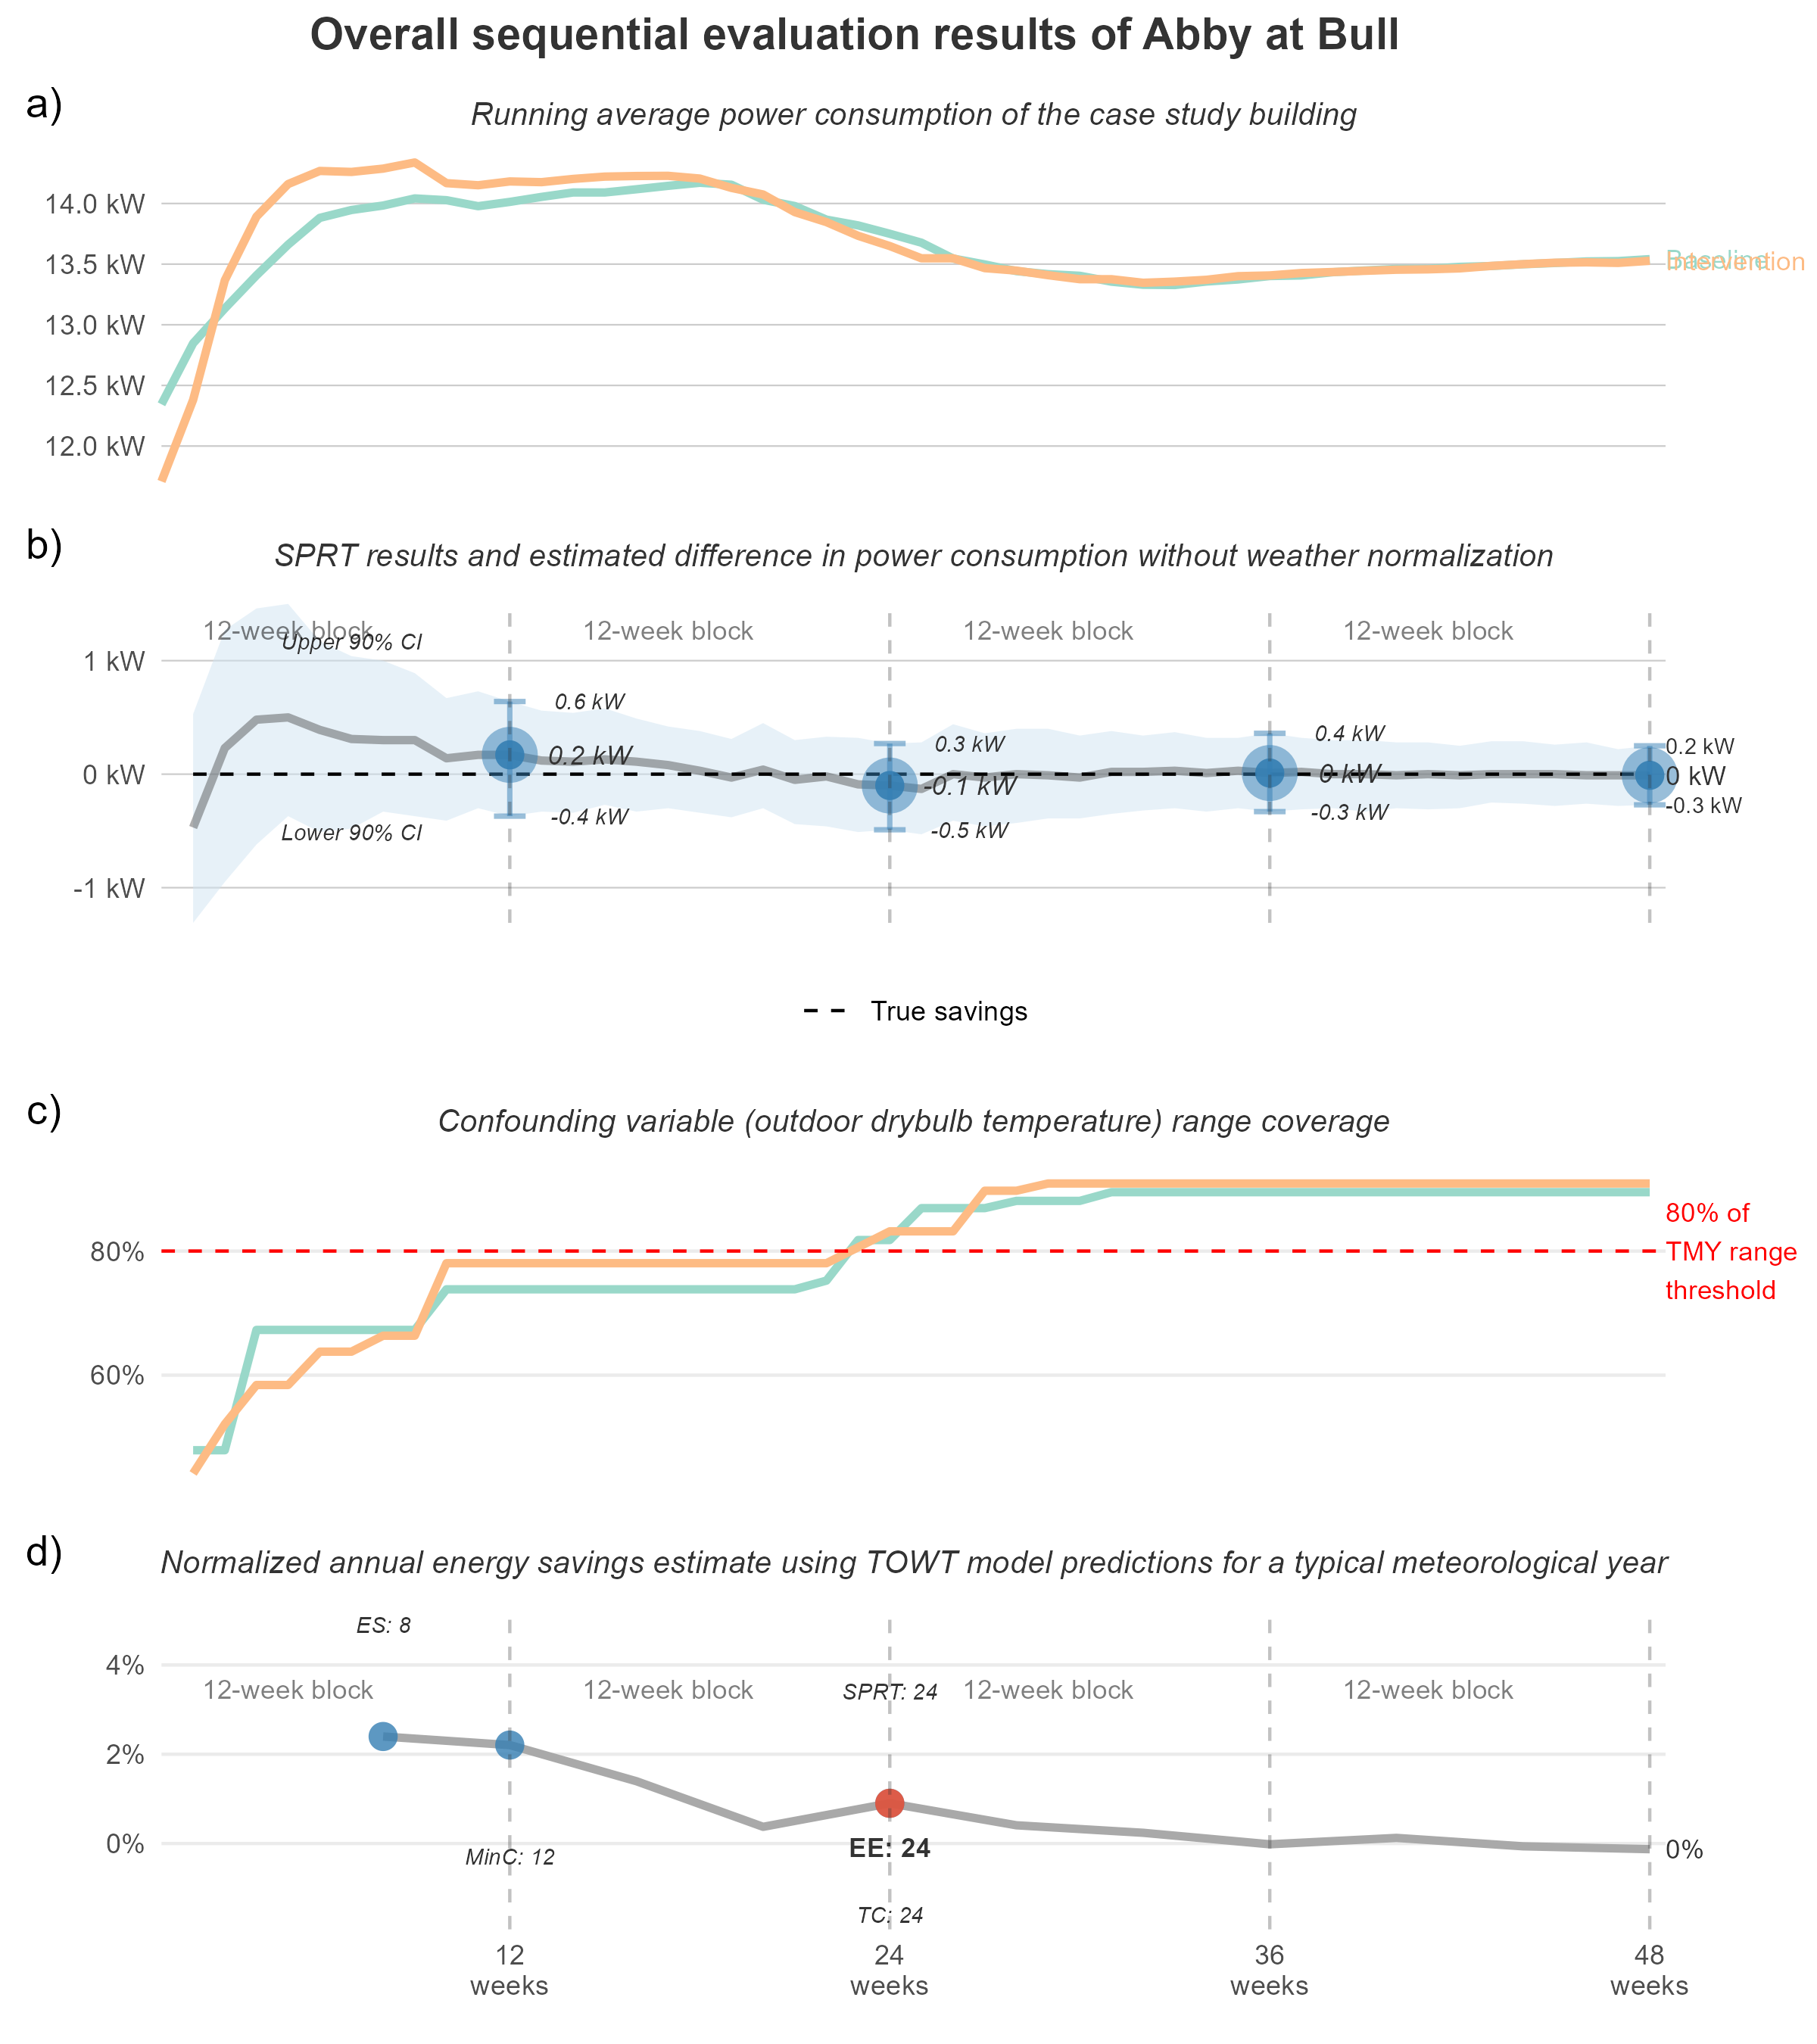 Overall sequential evaluation results of Abby at Bull
a)
Running average power consumption of the case study building
14.0 kW
13.5 kW
13.0 kW
12.5 kW
12.0 kW
Baseline
Intervention
b)
SPRT results and estimated difference in power consumption without weather normalization
12-week block
12-week block
12-week block
12-week block
Upper 90% CI
Lower 90% CI
1 kW
0 kW
-1 kW
0.6 kW
0.2 kW
-0.4 kW
0.3 kW
-0.1 kW
-0.5 kW
0.4 kW
0 kW
-0.3 kW
0.2 kW
0 kW
-0.3 kW
True savings
c)
Confounding variable (outdoor drybulb temperature) range coverage
80%
60%
80% of
TMY range
threshold
d)
Normalized annual energy savings estimate using TOWT model predictions for a typical meteorological year
ES: 8
4%
12-week block
SPRT: 24
12-week block
12-week block
12-week block
2%
0%
MinC: 12
EE: 24
TC: 24
0%
12
weeks
24
weeks
36
weeks
48
weeks